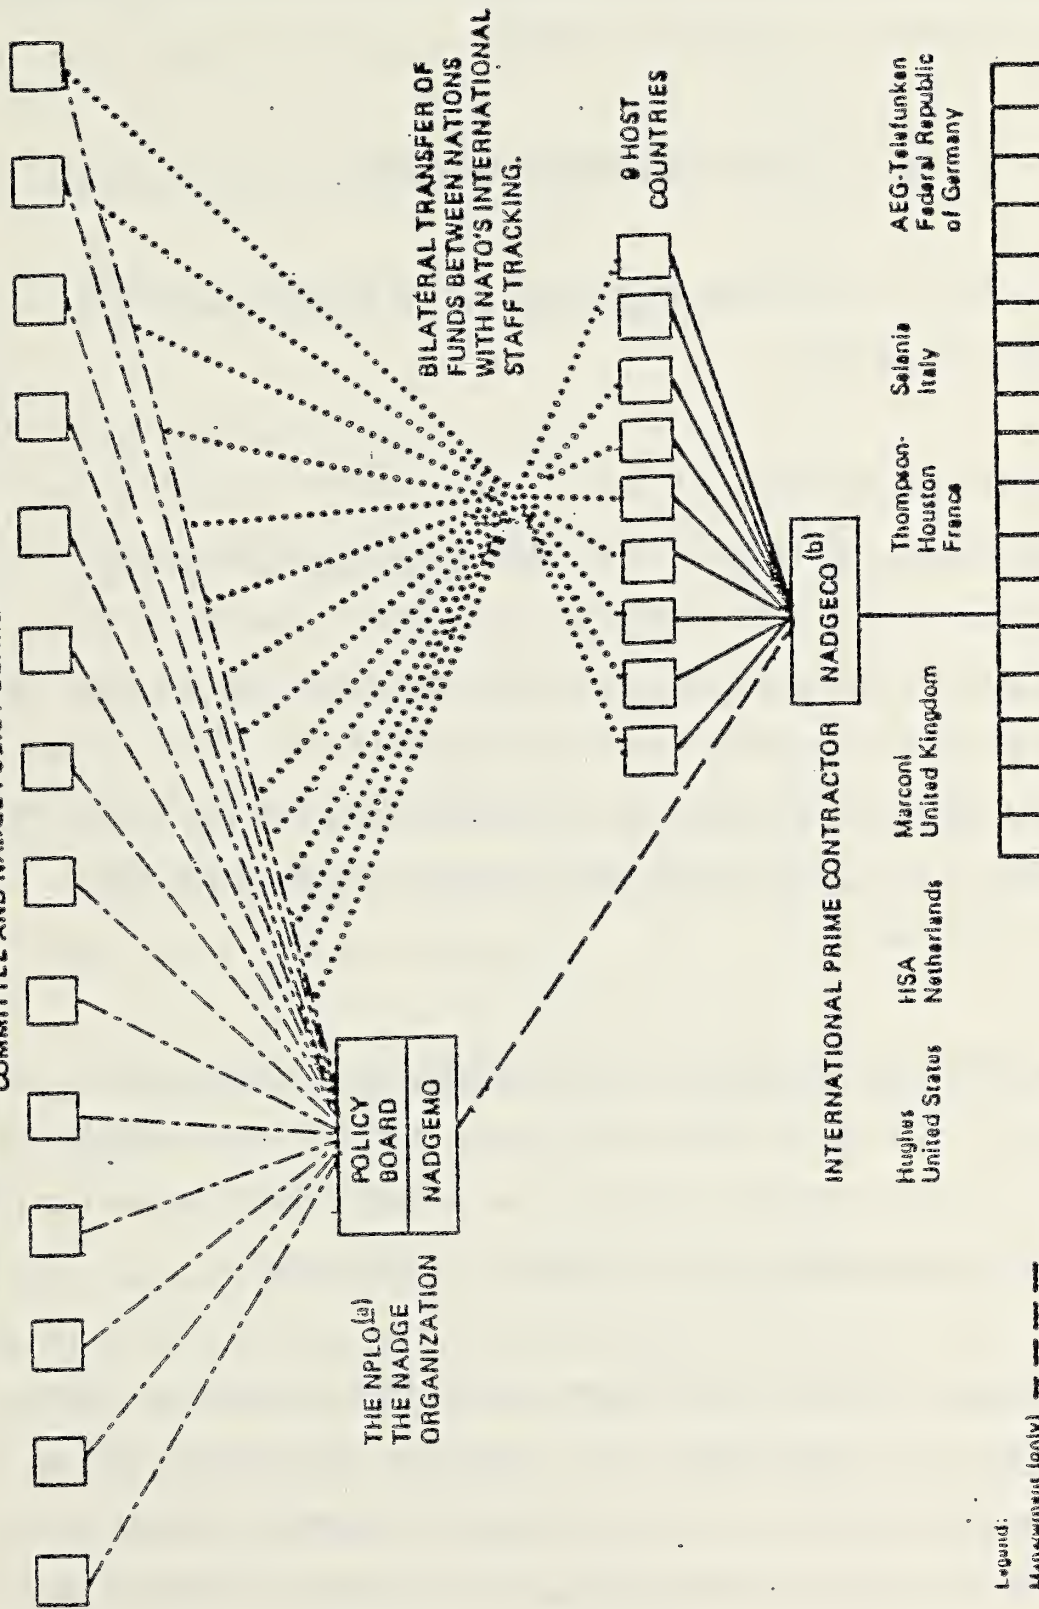 COMMITTEE AND NADGE POLICY BOARD
BILATERAL TRANSFER OF
FUNDS BETWEEN NATIONS
WITH NATO'S INTERNATIONAL
STAFF TRACKING.
9 HOST
COUNTRIES
THE NPLO(a)
THE NADGE
ORGANIZATION
POLICY
BOARD
NADGEMO
INTERNATIONAL PRIME CONTRACTOR
NADGECO(b)
Hughes
United States
HSA
Netherlands
Marconi
United Kingdom
Thompson-
Houston
France
Selenia
Italy
AEG-Telefunken
Federal Republic
of Germany
Legend:
Management (only)